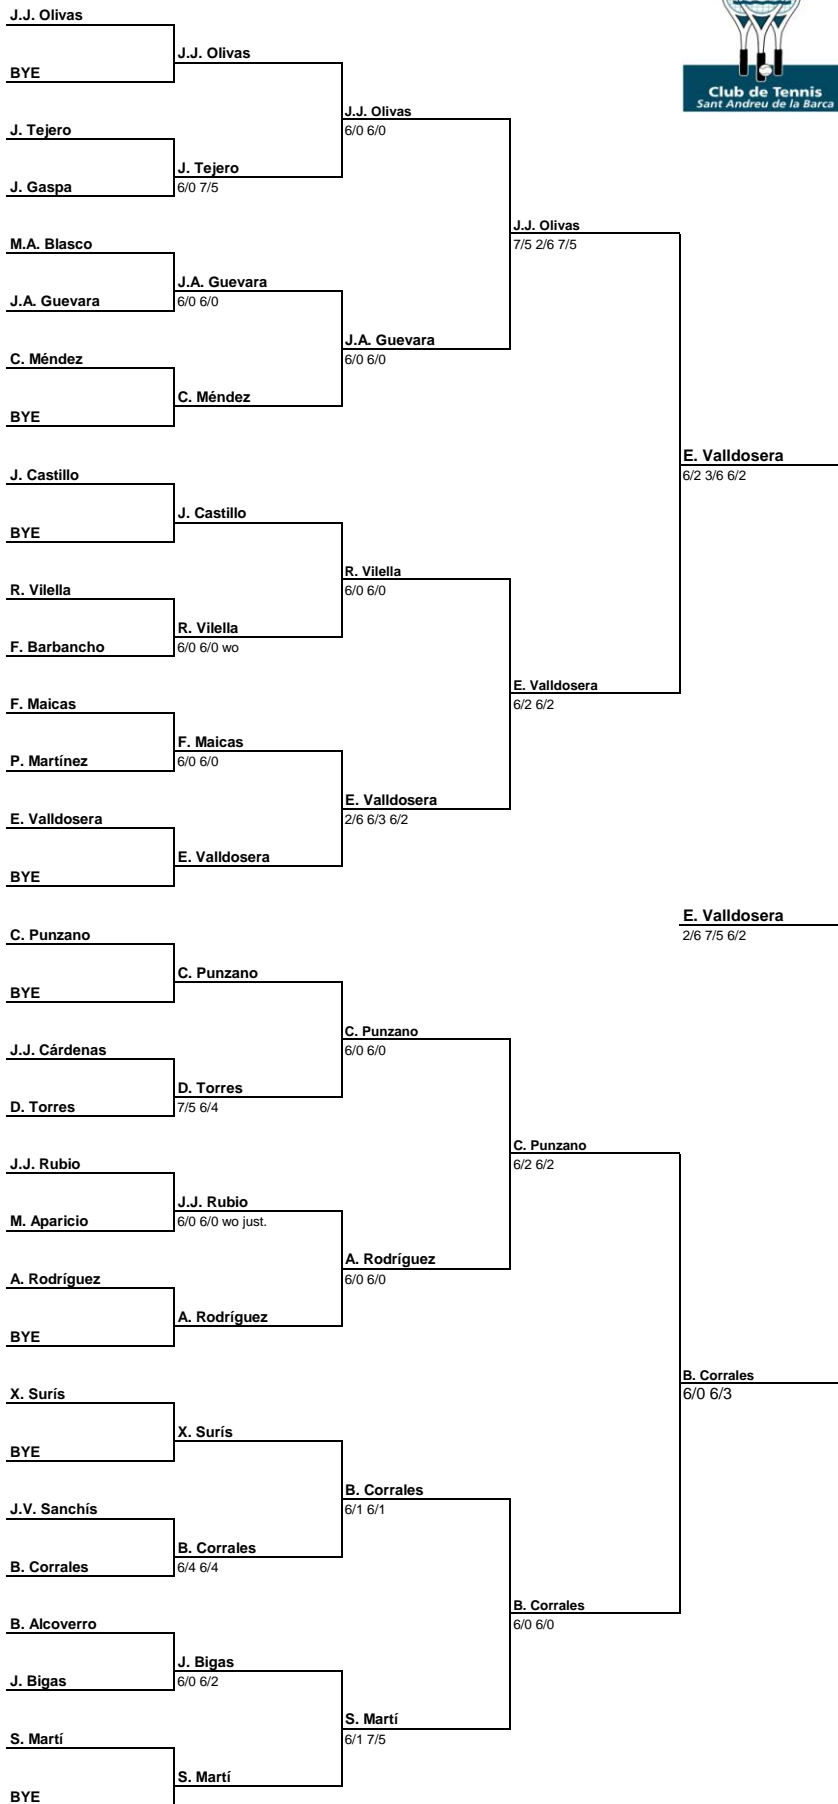 Club de Tennis
Sant Andreu de la Barca
J.J. Olivas
J.J. Olivas
BYE
J.J. Olivas
6/0 6/0
J. Tejero
J. Tejero
6/0 7/5
J. Gaspa
J.J. Olivas
7/5 2/6 7/5
M.A. Blasco
J.A. Guevara
6/0 6/0
J.A. Guevara
J.A. Guevara
6/0 6/0
C. Méndez
C. Méndez
BYE
E. Valldosera
6/2 3/6 6/2
J. Castillo
J. Castillo
BYE
R. Vilella
6/0 6/0
R. Vilella
R. Vilella
6/0 6/0 wo
F. Barbancho
E. Valldosera
6/2 6/2
F. Maicas
F. Maicas
6/0 6/0
P. Martínez
E. Valldosera
2/6 6/3 6/2
E. Valldosera
E. Valldosera
BYE
E. Valldosera
2/6 7/5 6/2
C. Punzano
C. Punzano
BYE
C. Punzano
6/0 6/0
J.J. Cárdenas
D. Torres
7/5 6/4
D. Torres
C. Punzano
6/2 6/2
J.J. Rubio
J.J. Rubio
6/0 6/0 wo just.
M. Aparicio
A. Rodríguez
6/0 6/0
A. Rodríguez
A. Rodríguez
BYE
B. Corrales
6/0 6/3
X. Surís
X. Surís
BYE
B. Corrales
6/1 6/1
J.V. Sanchís
B. Corrales
6/4 6/4
B. Corrales
B. Corrales
6/0 6/0
B. Alcoverro
J. Bigas
6/0 6/2
J. Bigas
S. Martí
6/1 7/5
S. Martí
S. Martí
BYE